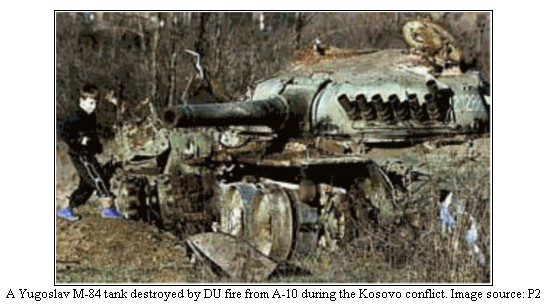 A Yugoslav M-84 tank destroyed by DU fire from A-10 during the Kosovo conflict. Image source: P2